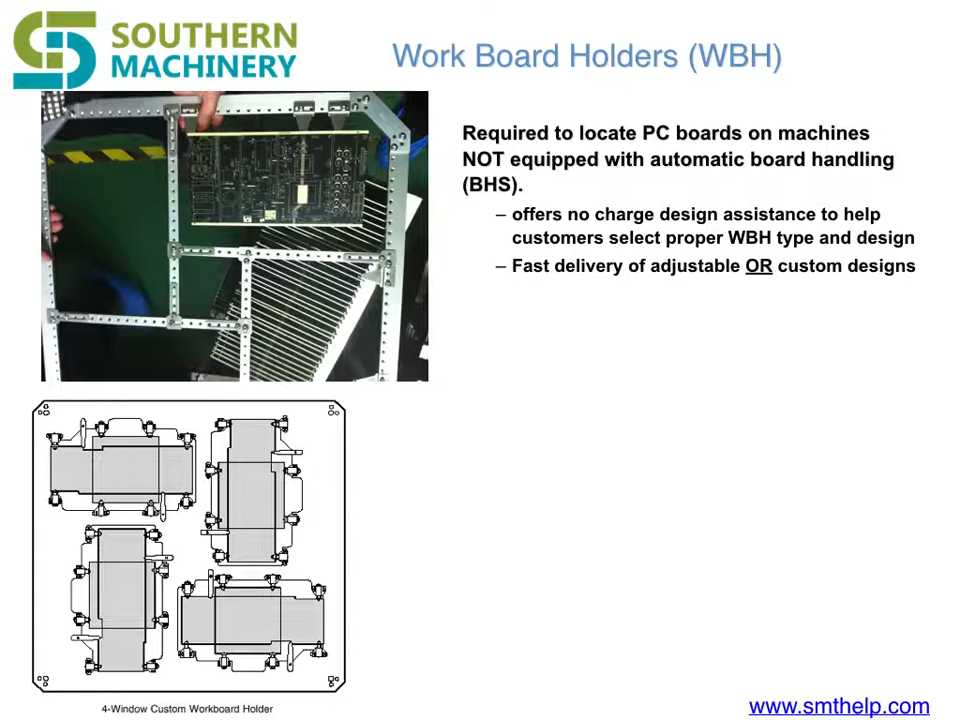 SOUTHERN
MACHINERY
Work Board Holders (WBH)
Required to locate PC boards on machines
NOT equipped with automatic board handling
(BHS).
– offers no charge design assistance to help
customers select proper WBH type and design
– Fast delivery of adjustable OR custom designs
4-Window Custom Workboard Holder
www.smthelp.com